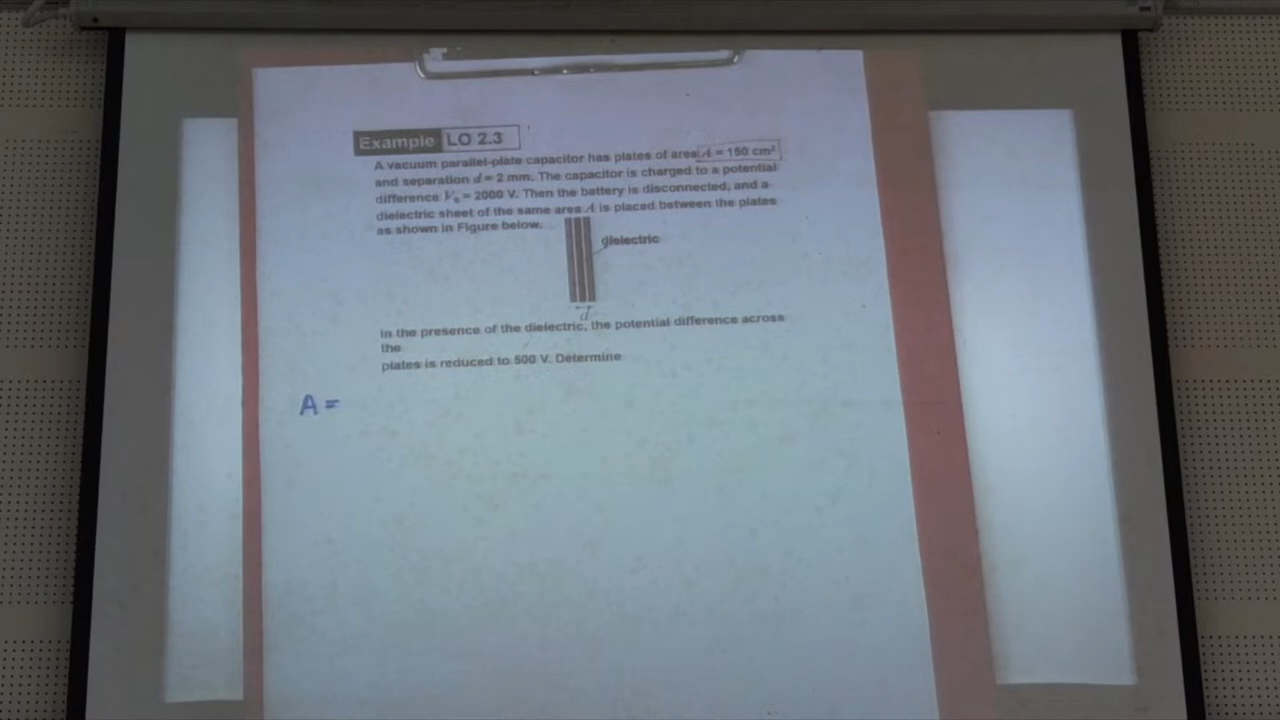 Example LO 2.3
A vacuum parallel-plate capacitor has plates of area A = 150 cm²
and separation d = 2 mm. The capacitor is charged to a potential
difference V₀ = 2000 V. Then the battery is disconnected, and a
dielectric sheet of the same area A is placed between the plates
as shown in Figure below.
dielectric
d
In the presence of the dielectric, the potential difference across
the
plates is reduced to 500 V. Determine
A =